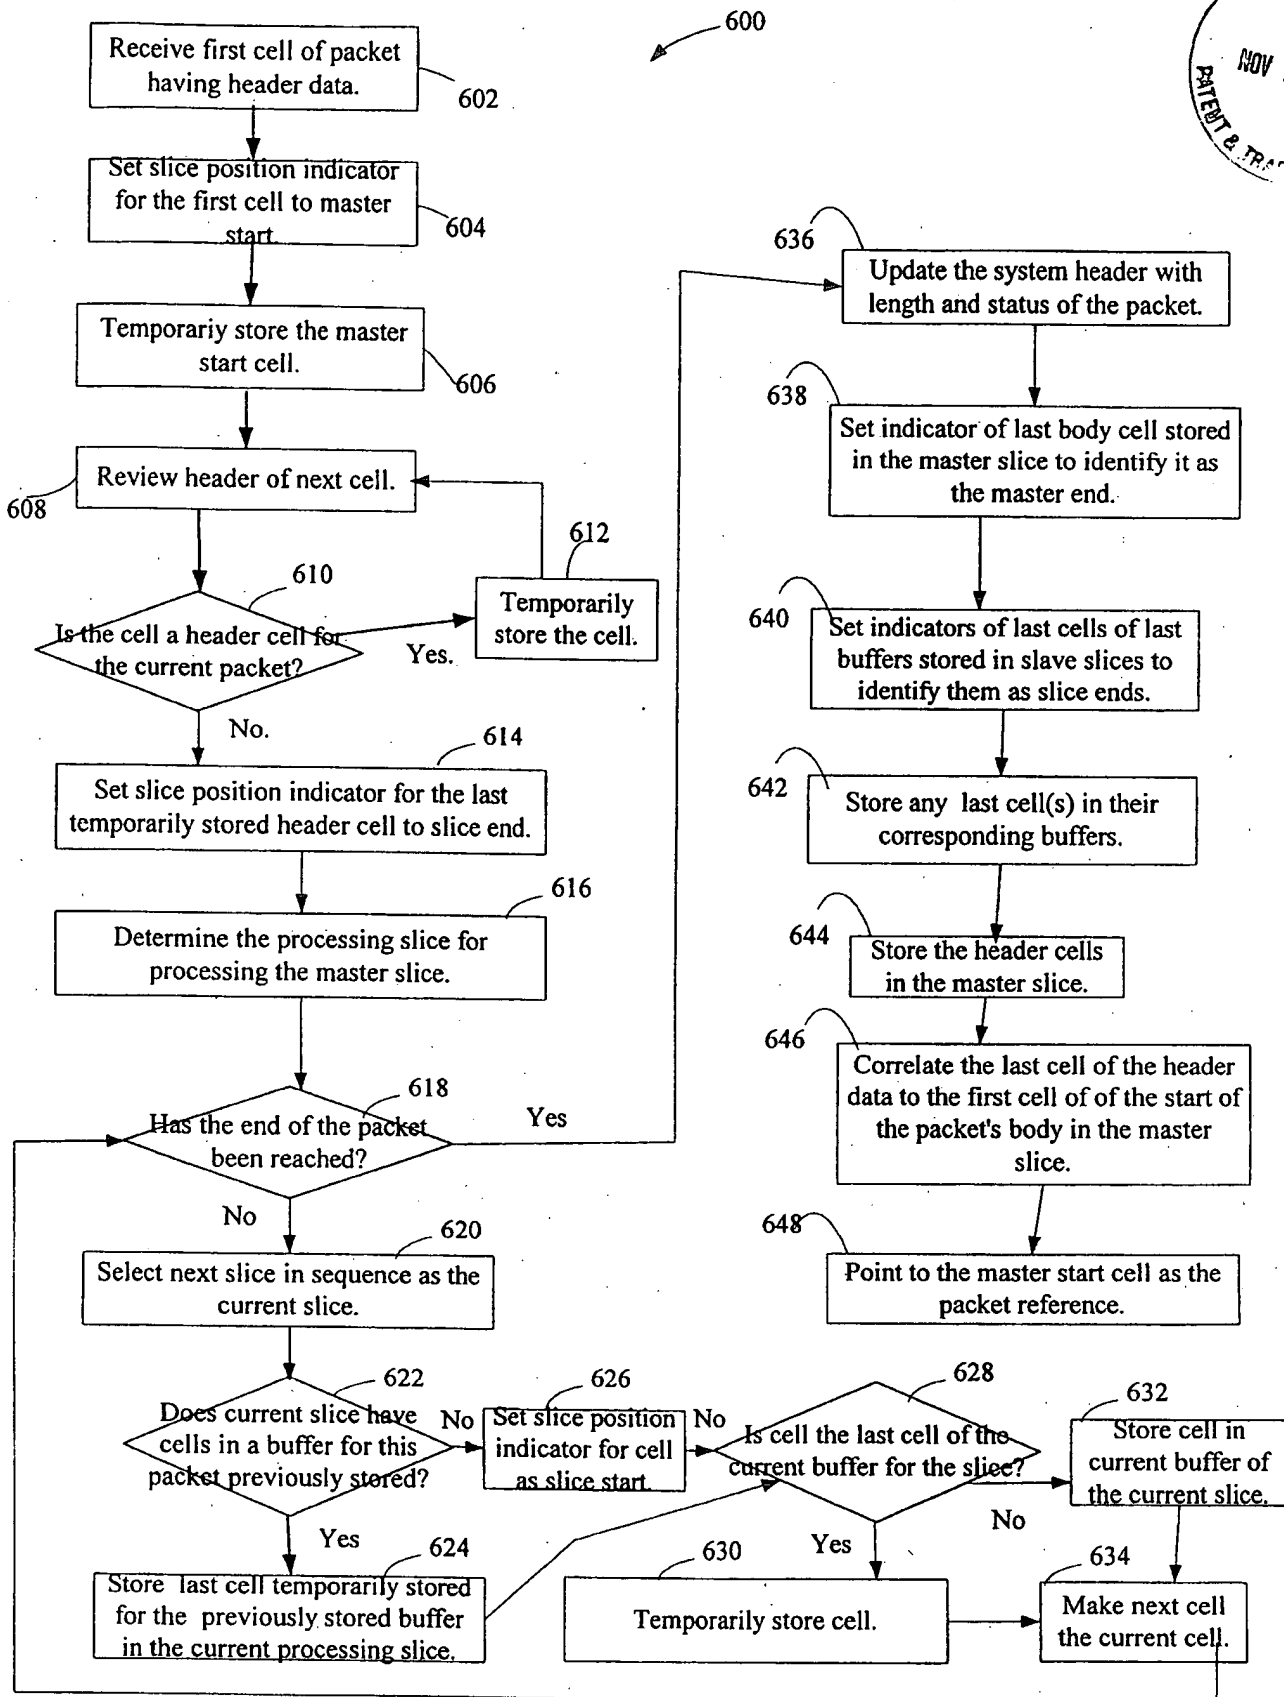 600
Receive first cell of packet
having header data.
602
NOV
PATENT & TRA
Set slice position indicator
for the first cell to master
start.
604
Temporariy store the master
start cell.
606
Review header of next cell.
608
610
Is the cell a header cell for
the current packet?
Yes.
612
Temporarily
store the cell.
No.
614
Set slice position indicator for the last
temporarily stored header cell to slice end.
616
Determine the processing slice for
processing the master slice.
618
Has the end of the packet
been reached?
Yes
No
620
Select next slice in sequence as the
current slice.
622
Does current slice have
cells in a buffer for this
packet previously stored?
No
Yes
624
Store last cell temporarily stored
for the previously stored buffer
in the current processing slice.
626
Set slice position
indicator for cell
as slice start.
No
628
Is cell the last cell of the
current buffer for the slice?
Yes
No
630
Temporarily store cell.
632
Store cell in
current buffer of
the current slice.
634
Make next cell
the current cell.
636
Update the system header with
length and status of the packet.
638
Set indicator of last body cell stored
in the master slice to identify it as
the master end.
640
Set indicators of last cells of last
buffers stored in slave slices to
identify them as slice ends.
642
Store any last cell(s) in their
corresponding buffers.
644
Store the header cells
in the master slice.
646
Correlate the last cell of the header
data to the first cell of of the start of
the packet's body in the master
slice.
648
Point to the master start cell as the
packet reference.